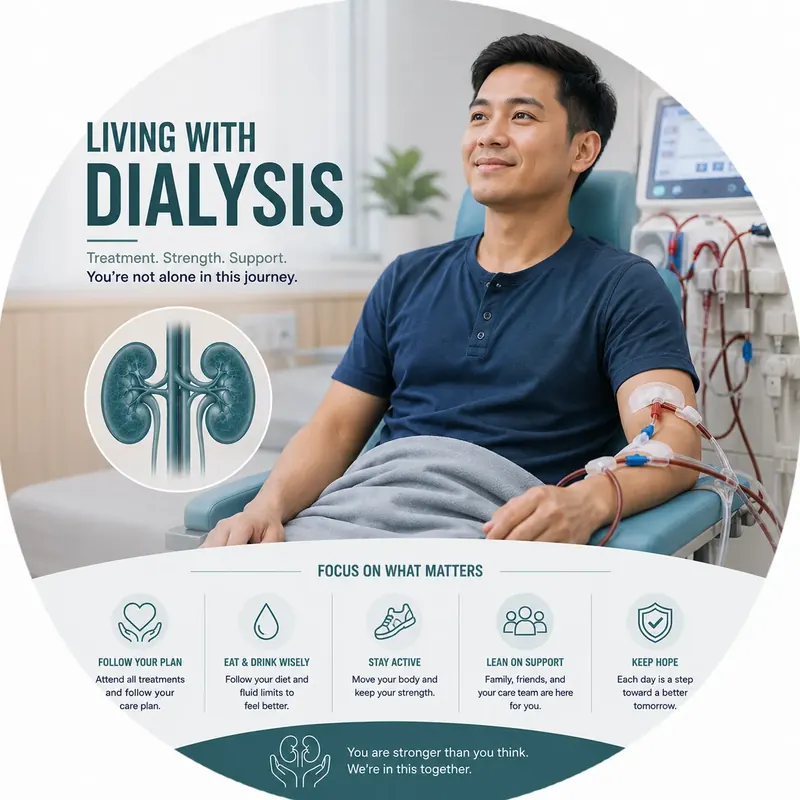 LIVING WITH
DIALYSIS
Treatment. Strength. Support.
You're not alone in this journey.
FOCUS ON WHAT MATTERS
FOLLOW YOUR PLAN
Attend all treatments
and follow your
care plan.
EAT & DRINK WISELY
Follow your diet and
fluid limits to
feel better.
STAY ACTIVE
Move your body and
keep your strength.
LEAN ON SUPPORT
Family, friends, and
your care team are here
for you.
KEEP HOPE
Each day is a step
toward a better
tomorrow.
You are stronger than you think.
We're in this together.